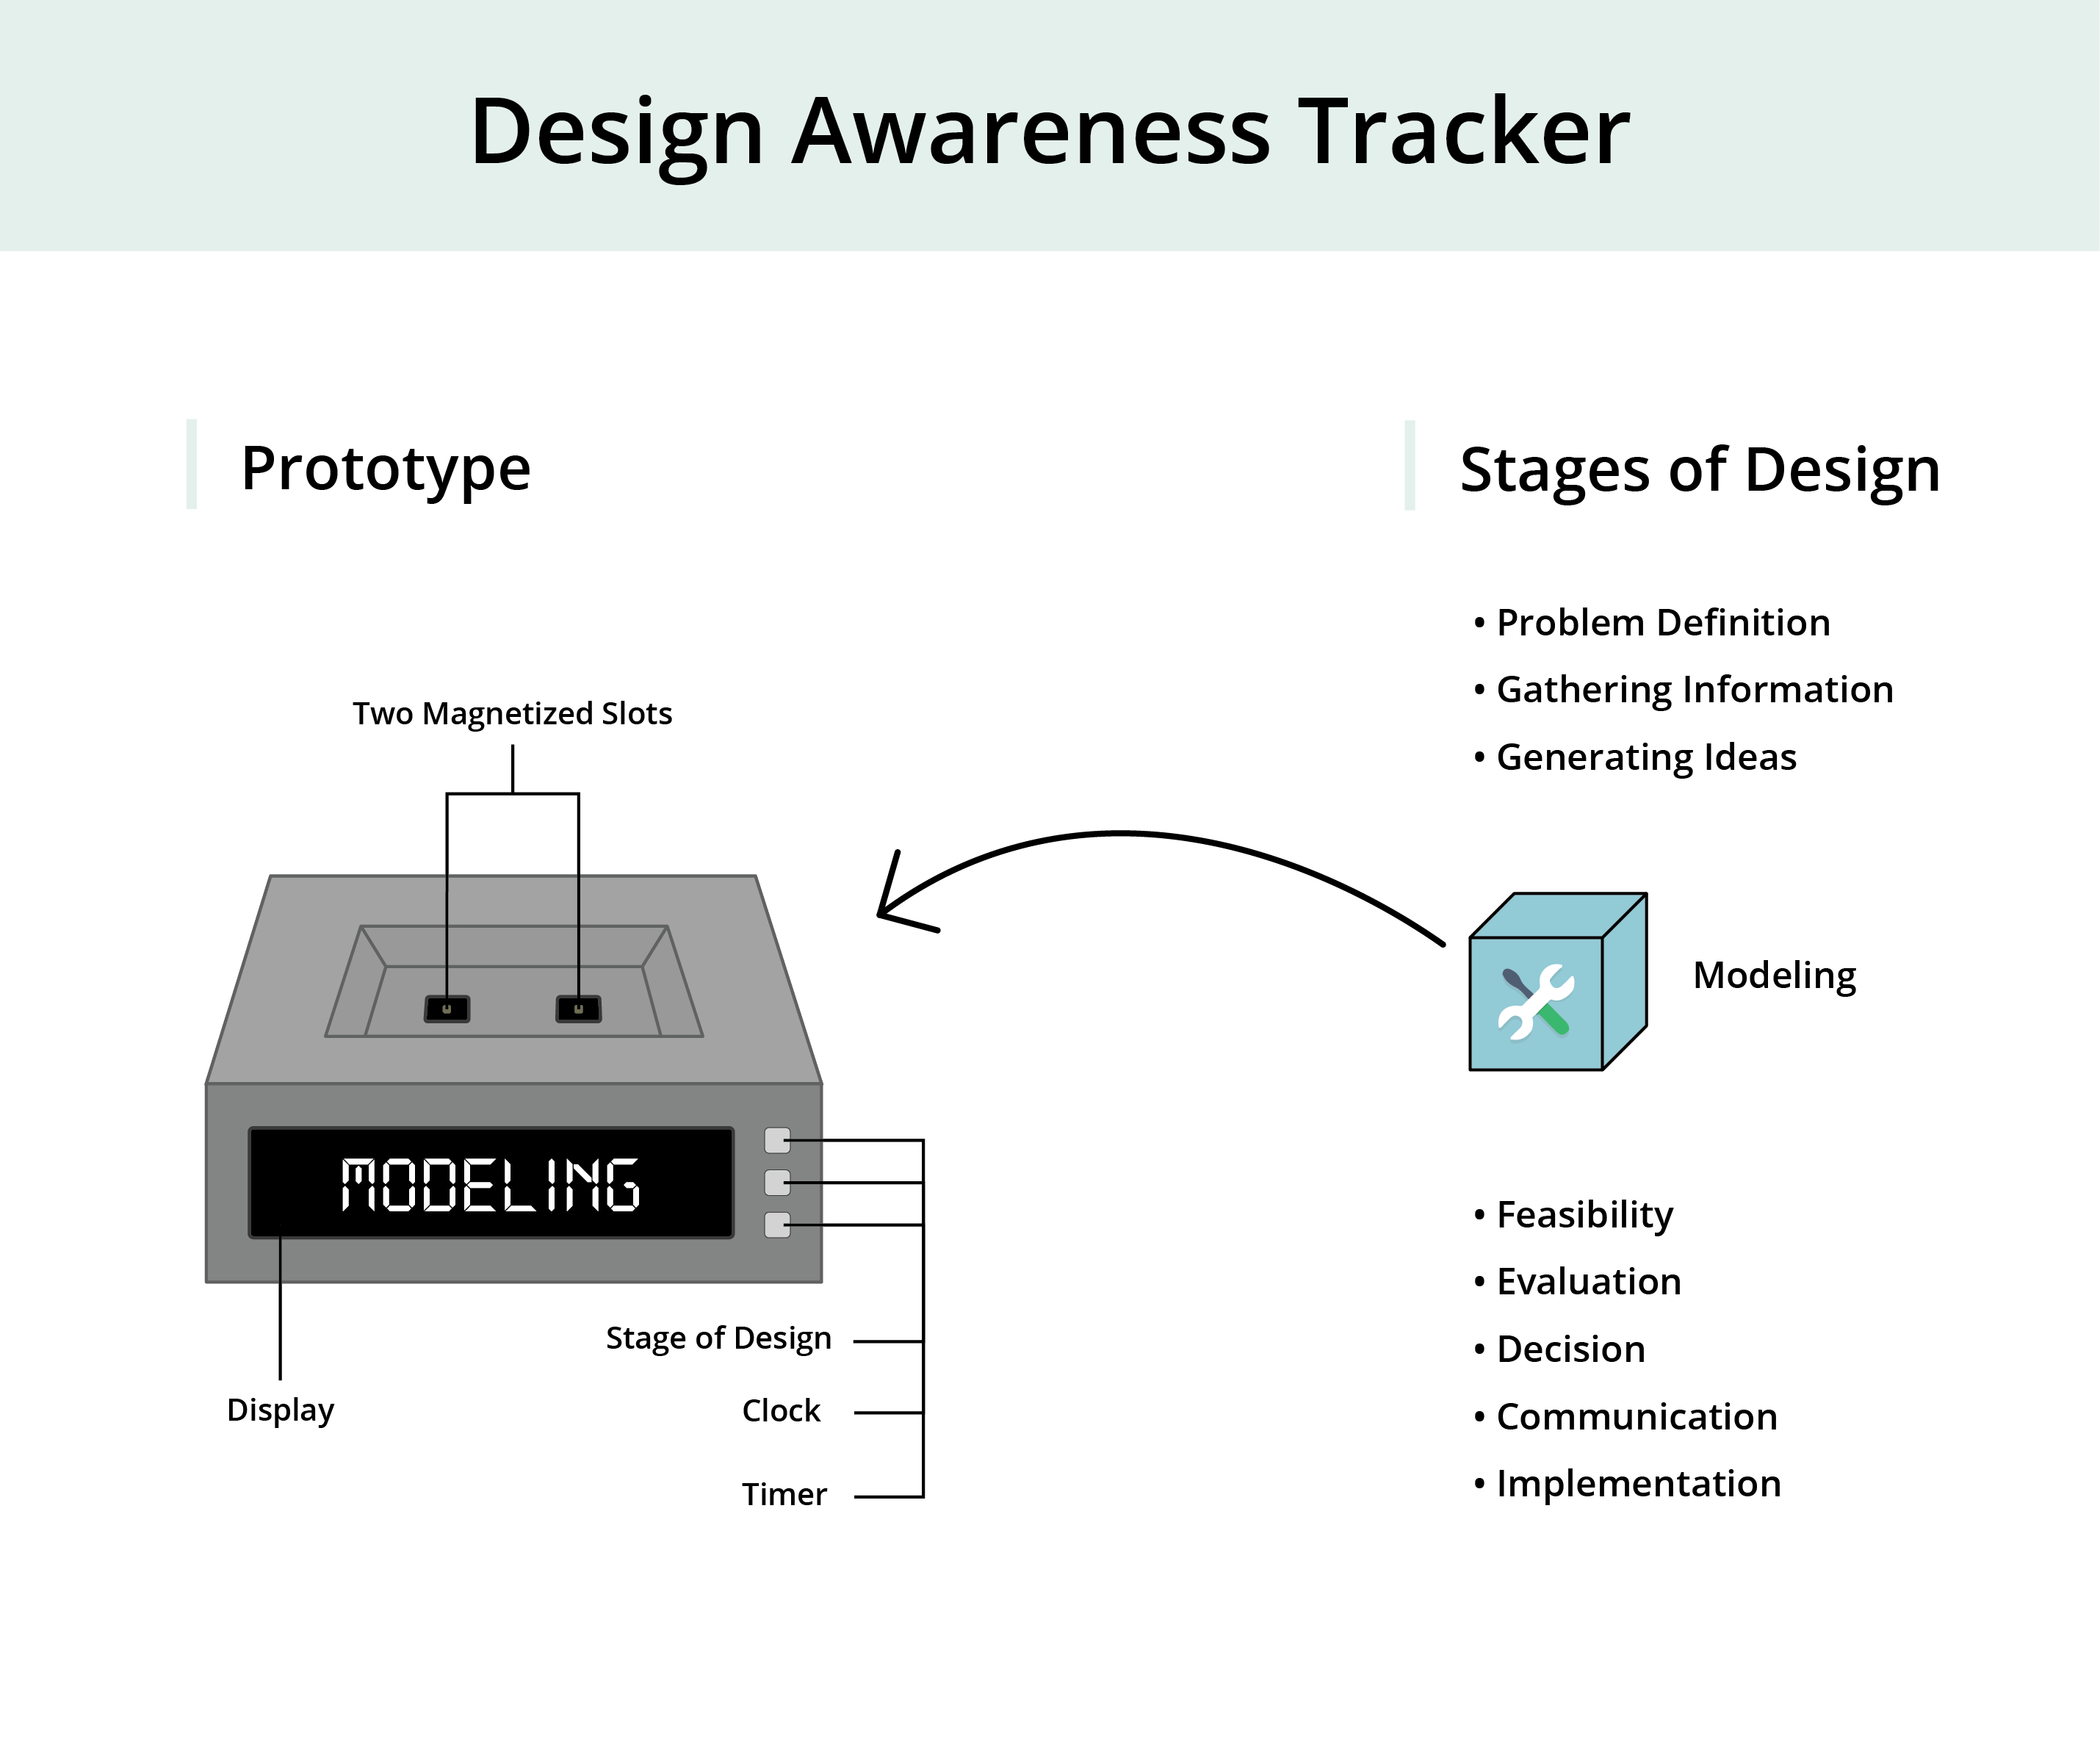 Design Awareness Tracker
Prototype
Two Magnetized Slots
MODELING
Display
Stage of Design
Clock
Timer
Stages of Design
• Problem Definition
• Gathering Information
• Generating Ideas
Modeling
• Feasibility
• Evaluation
• Decision
• Communication
• Implementation